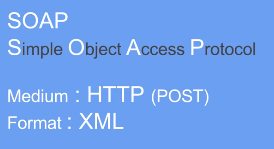 SOAP
Simple Object Access Protocol
Medium : HTTP (POST)
Format : XML